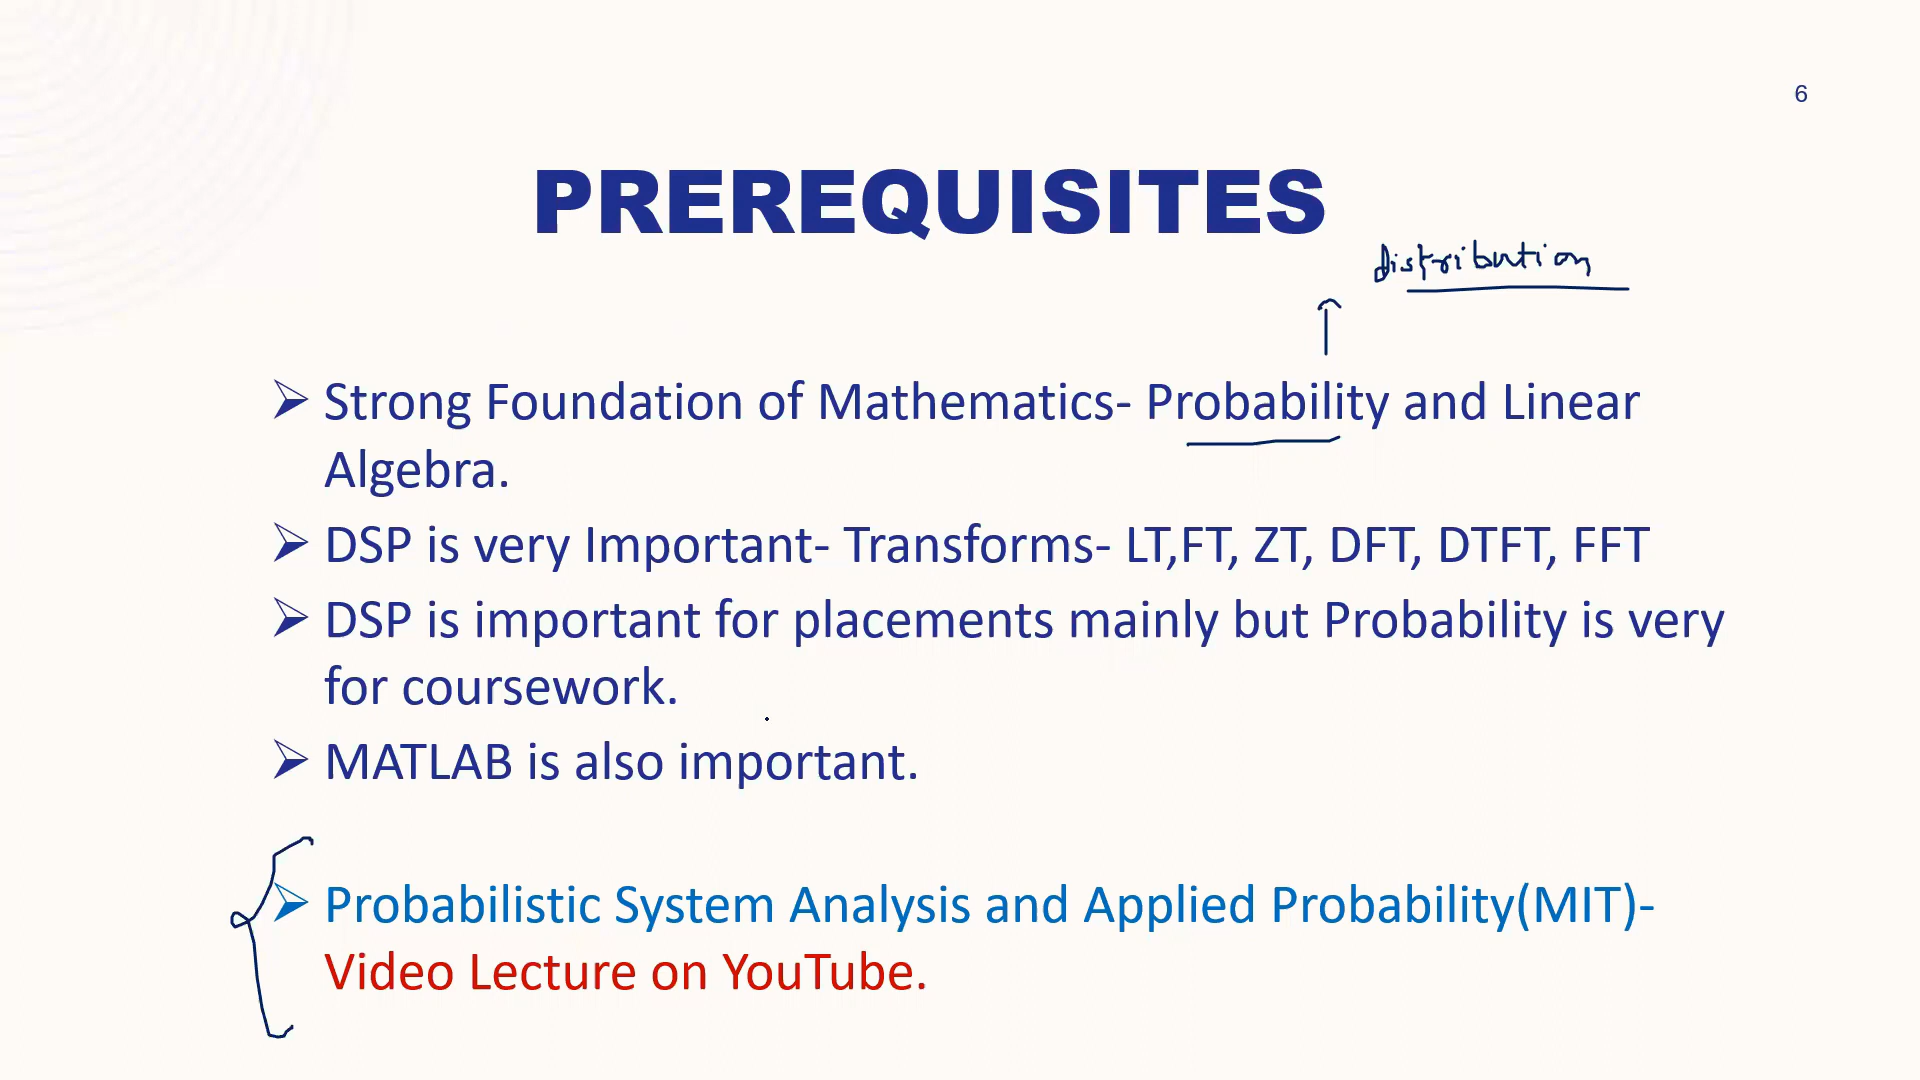 6
PREREQUISITES
distribution
Strong Foundation of Mathematics- Probability and Linear
Algebra.
DSP is very Important- Transforms- LT,FT, ZT, DFT, DTFT, FFT
DSP is important for placements mainly but Probability is very
for coursework.
MATLAB is also important.
Probabilistic System Analysis and Applied Probability(MIT)-
Video Lecture on YouTube.